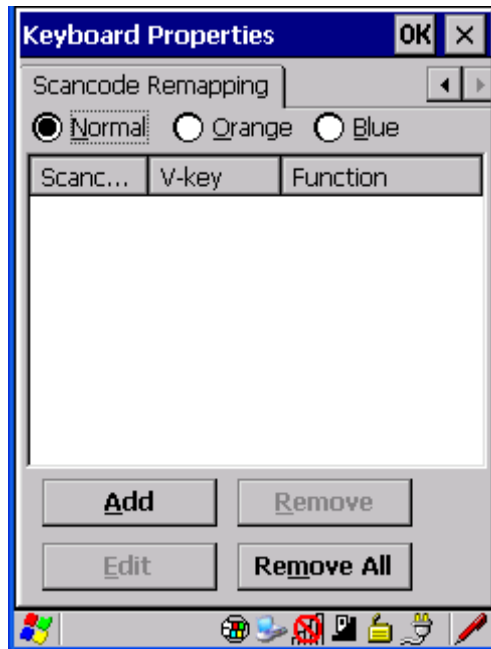 Keyboard Properties OK ×
Scancode Remapping
Normal Orange Blue
Scanc... V-key Function
Add Remove
Edit Remove All